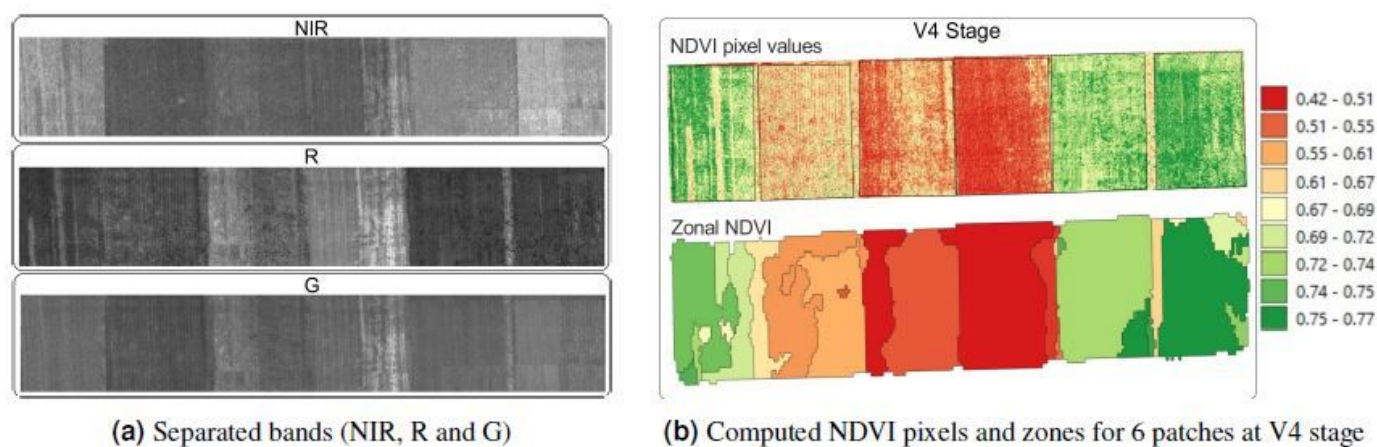 NIR
R
G
V4 Stage
NDVI pixel values
Zonal NDVI
0.42 - 0.51
0.51 - 0.55
0.55 - 0.61
0.61 - 0.67
0.67 - 0.69
0.69 - 0.72
0.72 - 0.74
0.74 - 0.75
0.75 - 0.77
(a) Separated bands (NIR, R and G)
(b) Computed NDVI pixels and zones for 6 patches at V4 stage